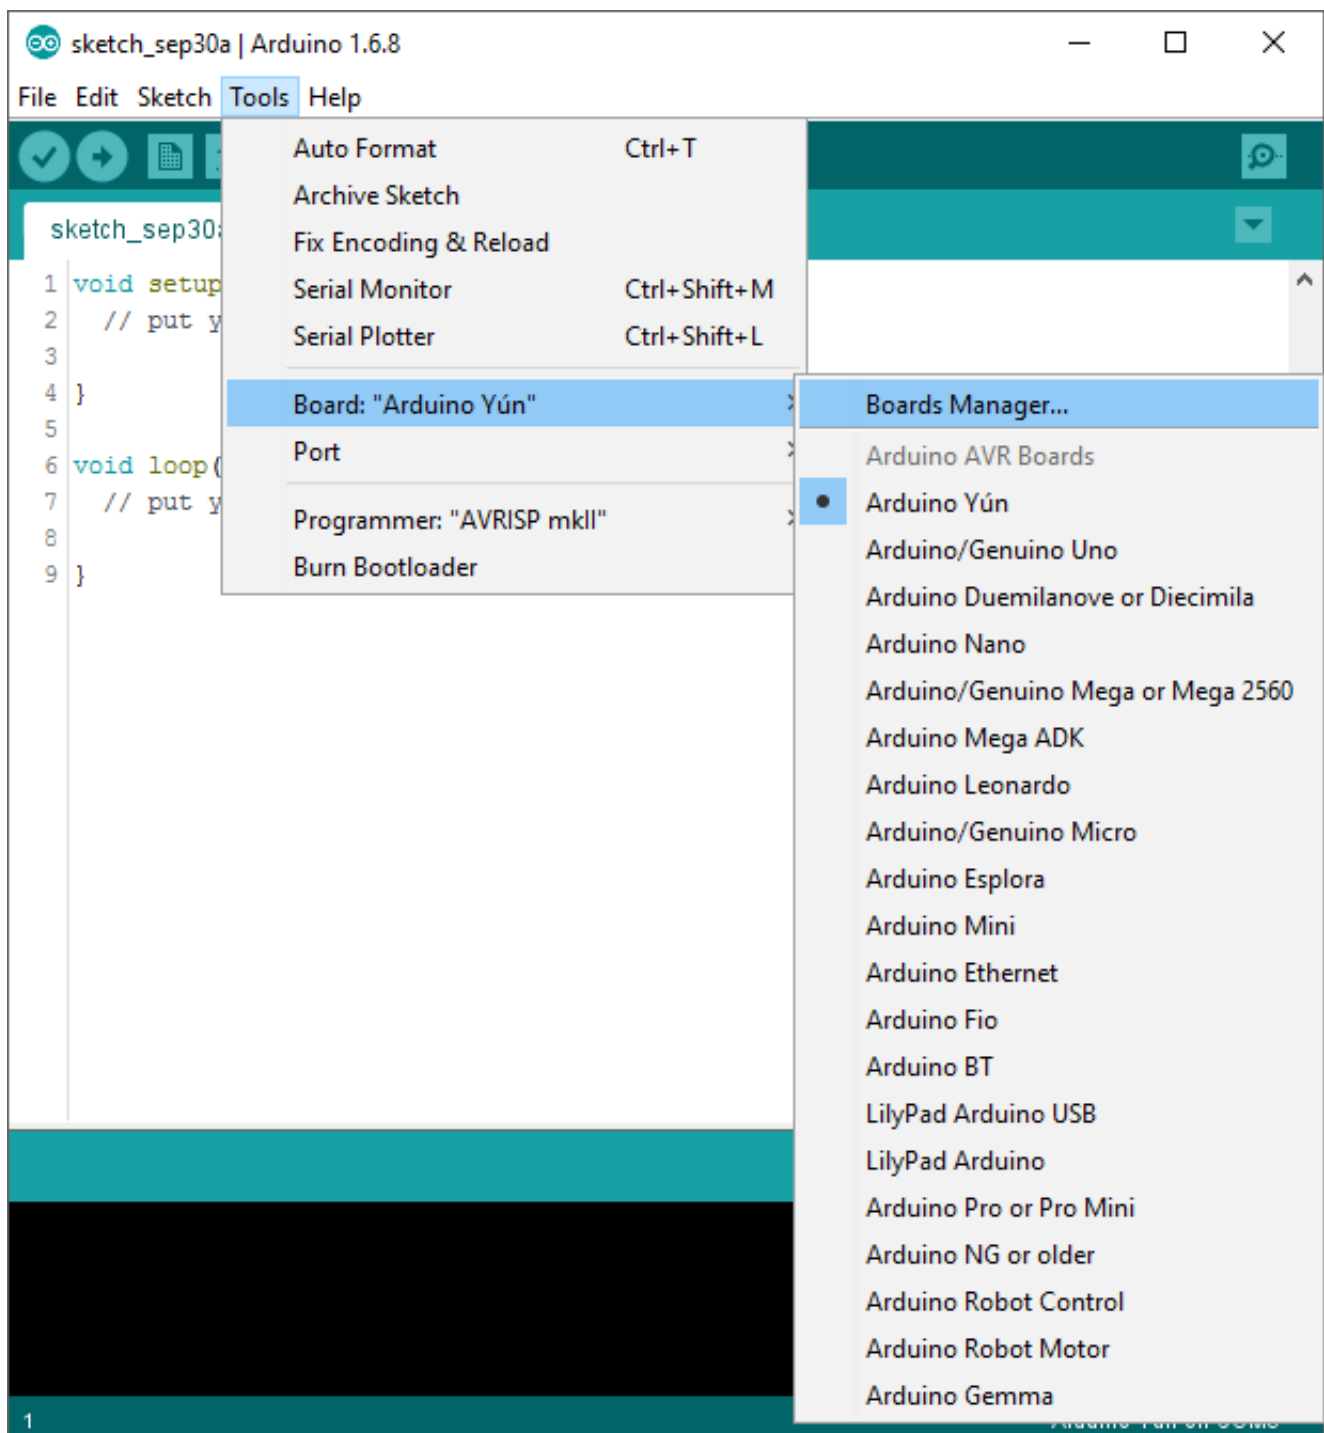 sketch_sep30a | Arduino 1.6.8
File Edit Sketch Tools Help
sketch_sep30a
Auto Format Ctrl+T
Archive Sketch
Fix Encoding & Reload
Serial Monitor Ctrl+Shift+M
Serial Plotter Ctrl+Shift+L
Board: "Arduino Yún"
Port
Programmer: "AVRISP mkII"
Burn Bootloader
1 void setup
2 // put y
3
4 }
5
6 void loop(
7 // put y
8
9 }
Boards Manager...
Arduino AVR Boards
Arduino Yún
Arduino/Genuino Uno
Arduino Duemilanove or Diecimila
Arduino Nano
Arduino/Genuino Mega or Mega 2560
Arduino Mega ADK
Arduino Leonardo
Arduino/Genuino Micro
Arduino Esplora
Arduino Mini
Arduino Ethernet
Arduino Fio
Arduino BT
LilyPad Arduino USB
LilyPad Arduino
Arduino Pro or Pro Mini
Arduino NG or older
Arduino Robot Control
Arduino Robot Motor
Arduino Gemma
1